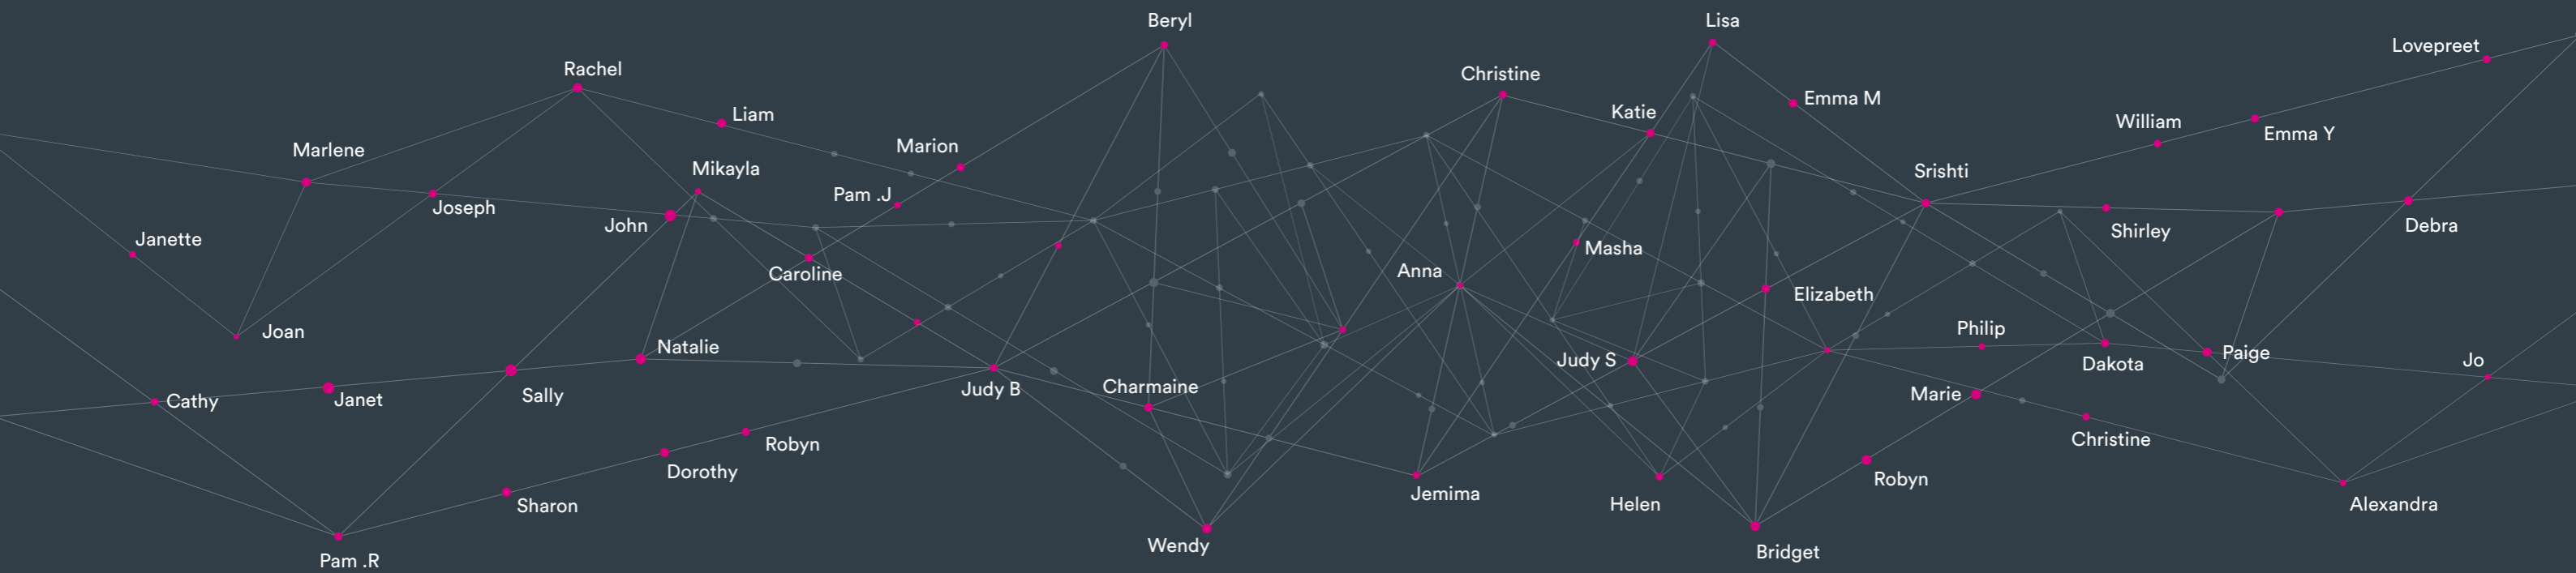 Beryl
Lisa
Lovepreet
Rachel
Christine
Emma M
Katie
Liam
William
Emma Y
Marion
Marlene
Mikayla
Srishti
Pam .J
Joseph
John
Debra
Shirley
Janette
Masha
Anna
Caroline
Elizabeth
Joan
Philip
Natalie
Paige
Judy S
Jo
Dakota
Charmaine
Judy B
Marie
Sally
Janet
Cathy
Christine
Robyn
Dorothy
Robyn
Jemima
Sharon
Helen
Alexandra
Wendy
Bridget
Pam .R